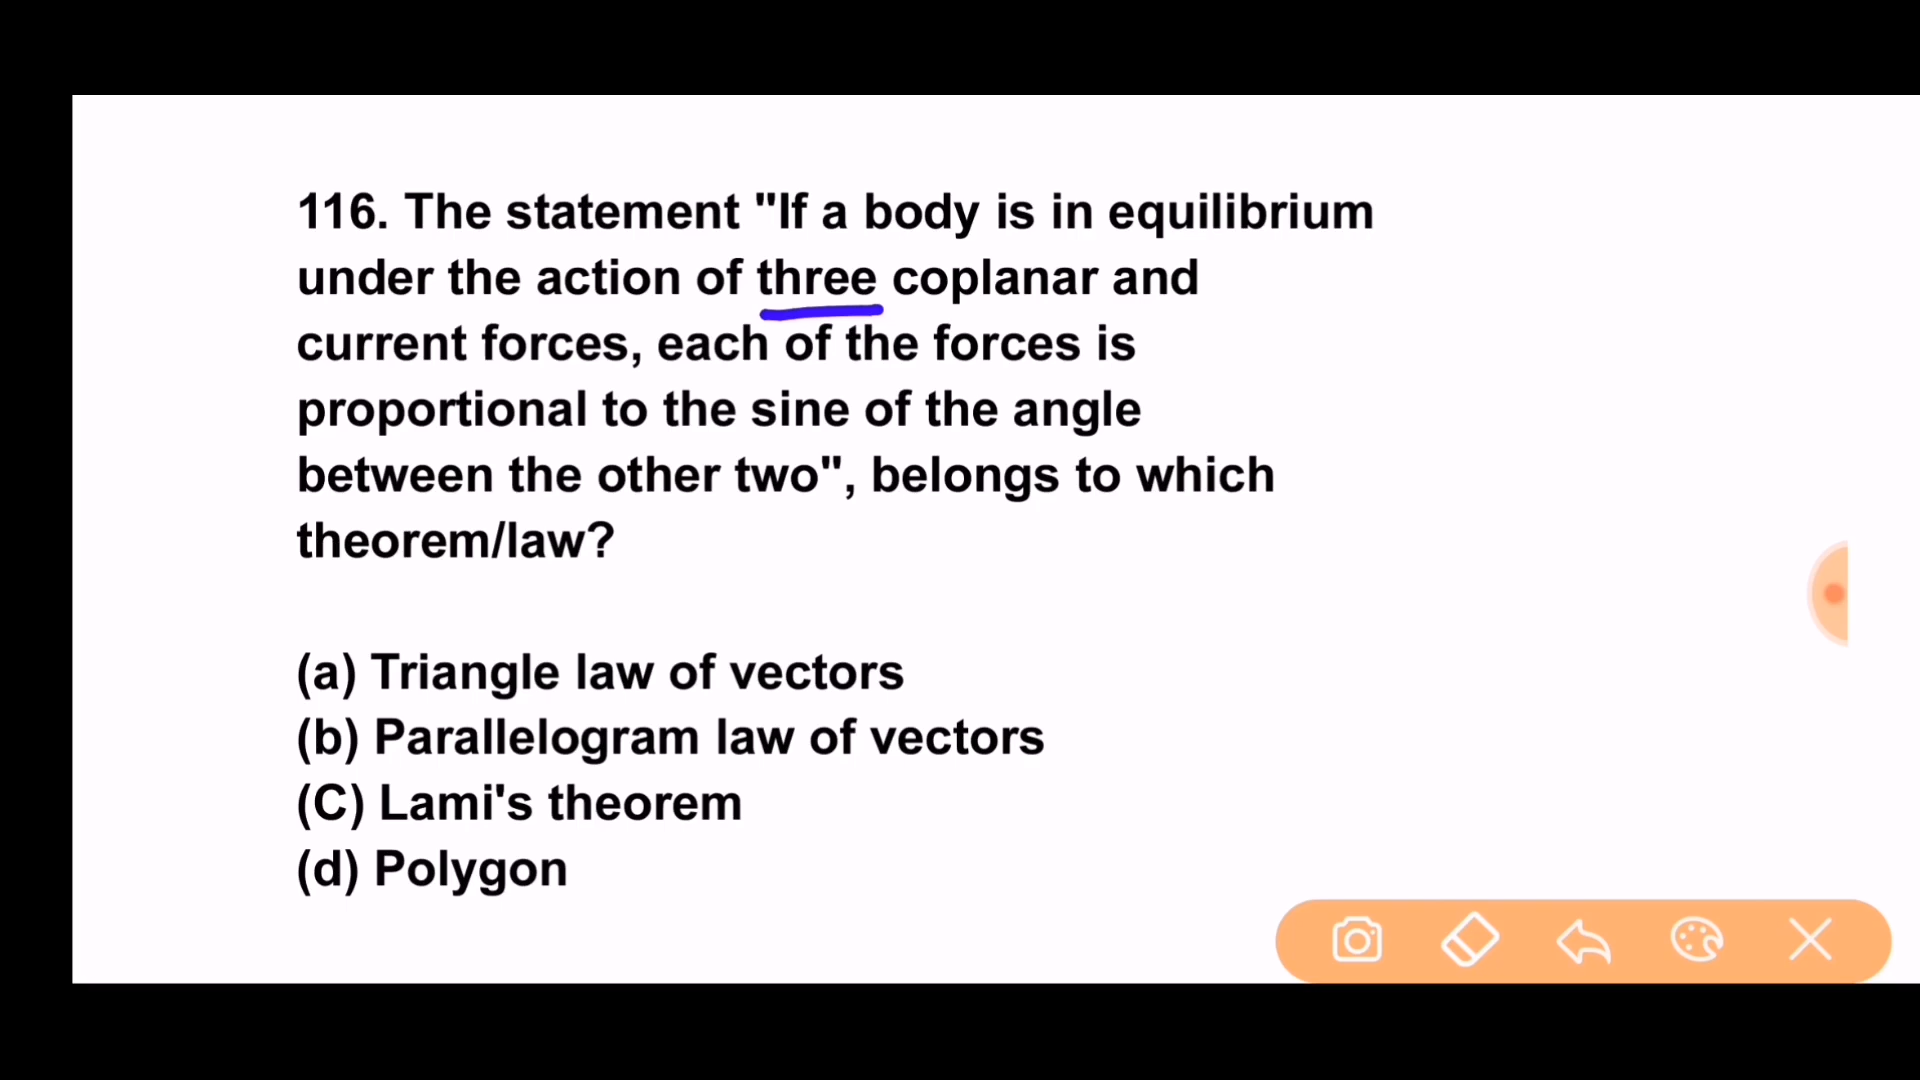 116. The statement "If a body is in equilibrium
under the action of three coplanar and
current forces, each of the forces is
proportional to the sine of the angle
between the other two", belongs to which
theorem/law?
(a) Triangle law of vectors
(b) Parallelogram law of vectors
(C) Lami's theorem
(d) Polygon